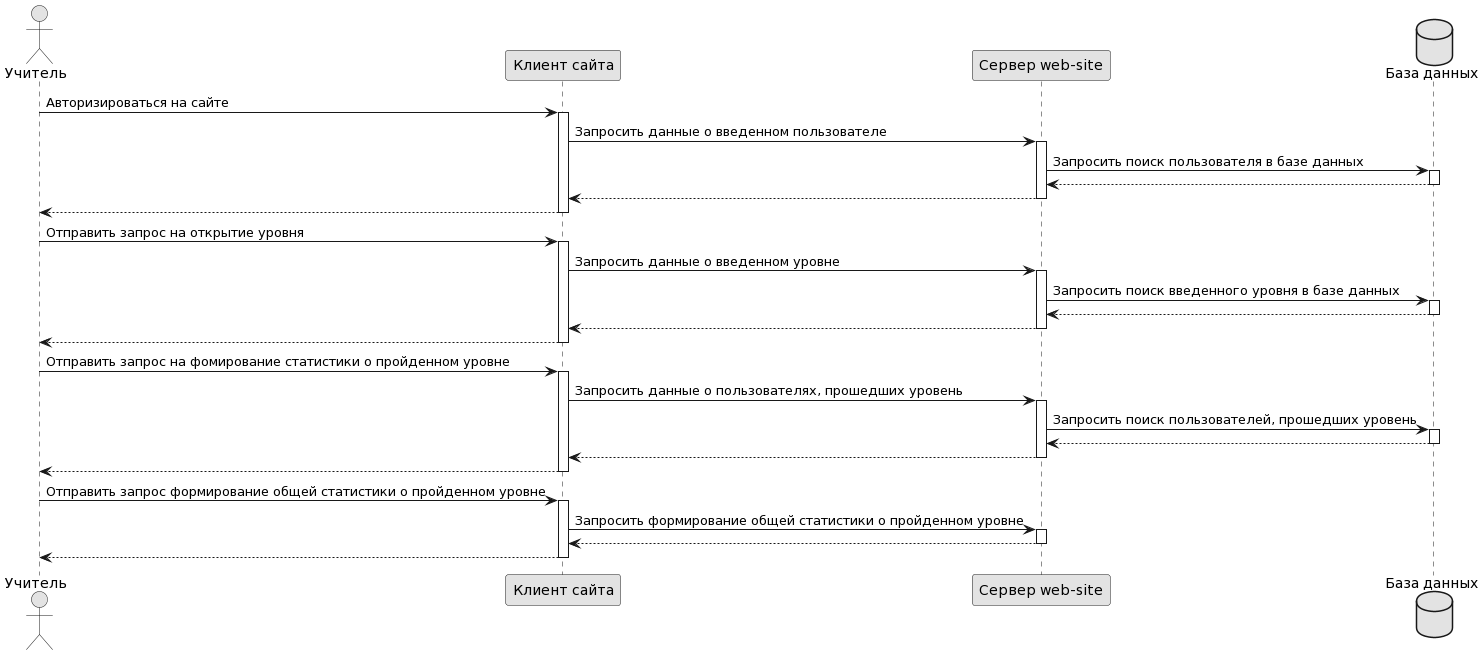 Учитель
Клиент сайта
Сервер web-site
База данных
Авторизироваться на сайте
Запросить данные о введенном пользователе
Запросить поиск пользователя в базе данных
Отправить запрос на открытие уровня
Запросить данные о введенном уровне
Запросить поиск введенного уровня в базе данных
Отправить запрос на фомирование статистики о пройденном уровне
Запросить данные о пользователях, прошедших уровень
Запросить поиск пользователей, прошедших уровень
Отправить запрос формирование общей статистики о пройденном уровне
Запросить формирование общей статистики о пройденном уровне
Учитель
Клиент сайта
Сервер web-site
База данных